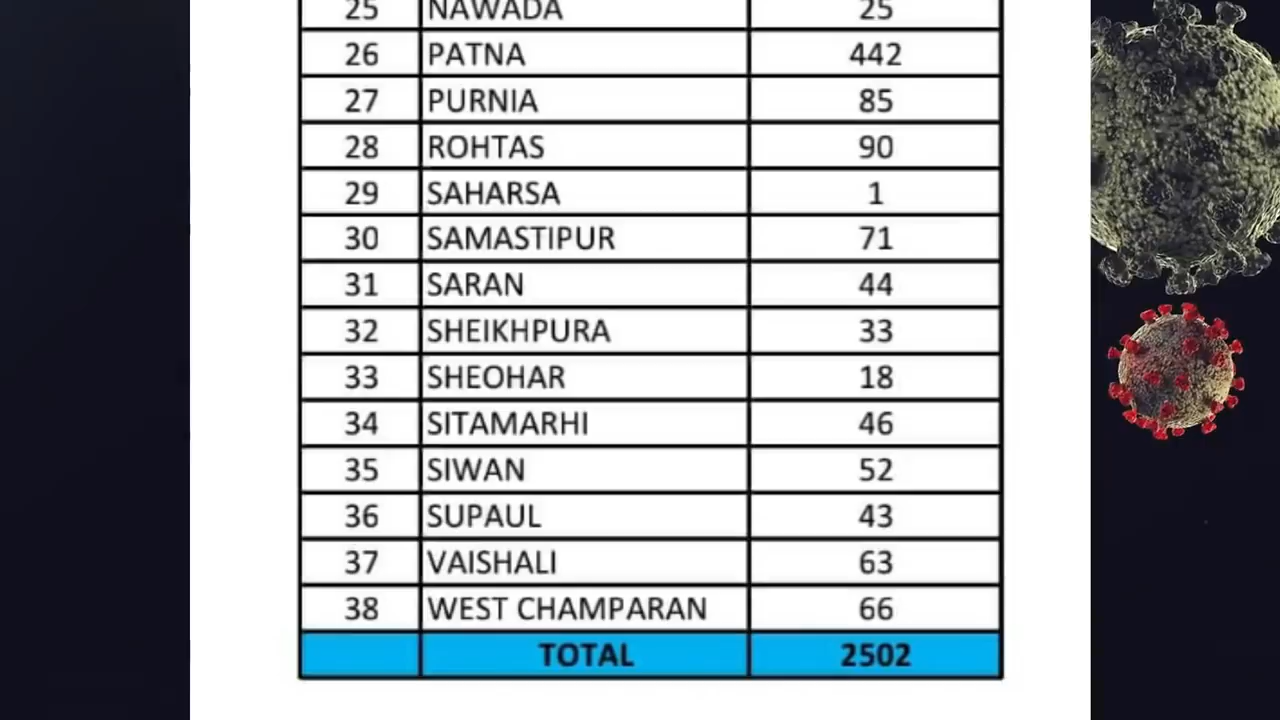 25 NAWADA 25
26 PATNA 442
27 PURNIA 85
28 ROHTAS 90
29 SAHARSA 1
30 SAMASTIPUR 71
31 SARAN 44
32 SHEIKHPURA 33
33 SHEOHAR 18
34 SITAMARHI 46
35 SIWAN 52
36 SUPAUL 43
37 VAISHALI 63
38 WEST CHAMPARAN 66
TOTAL 2502